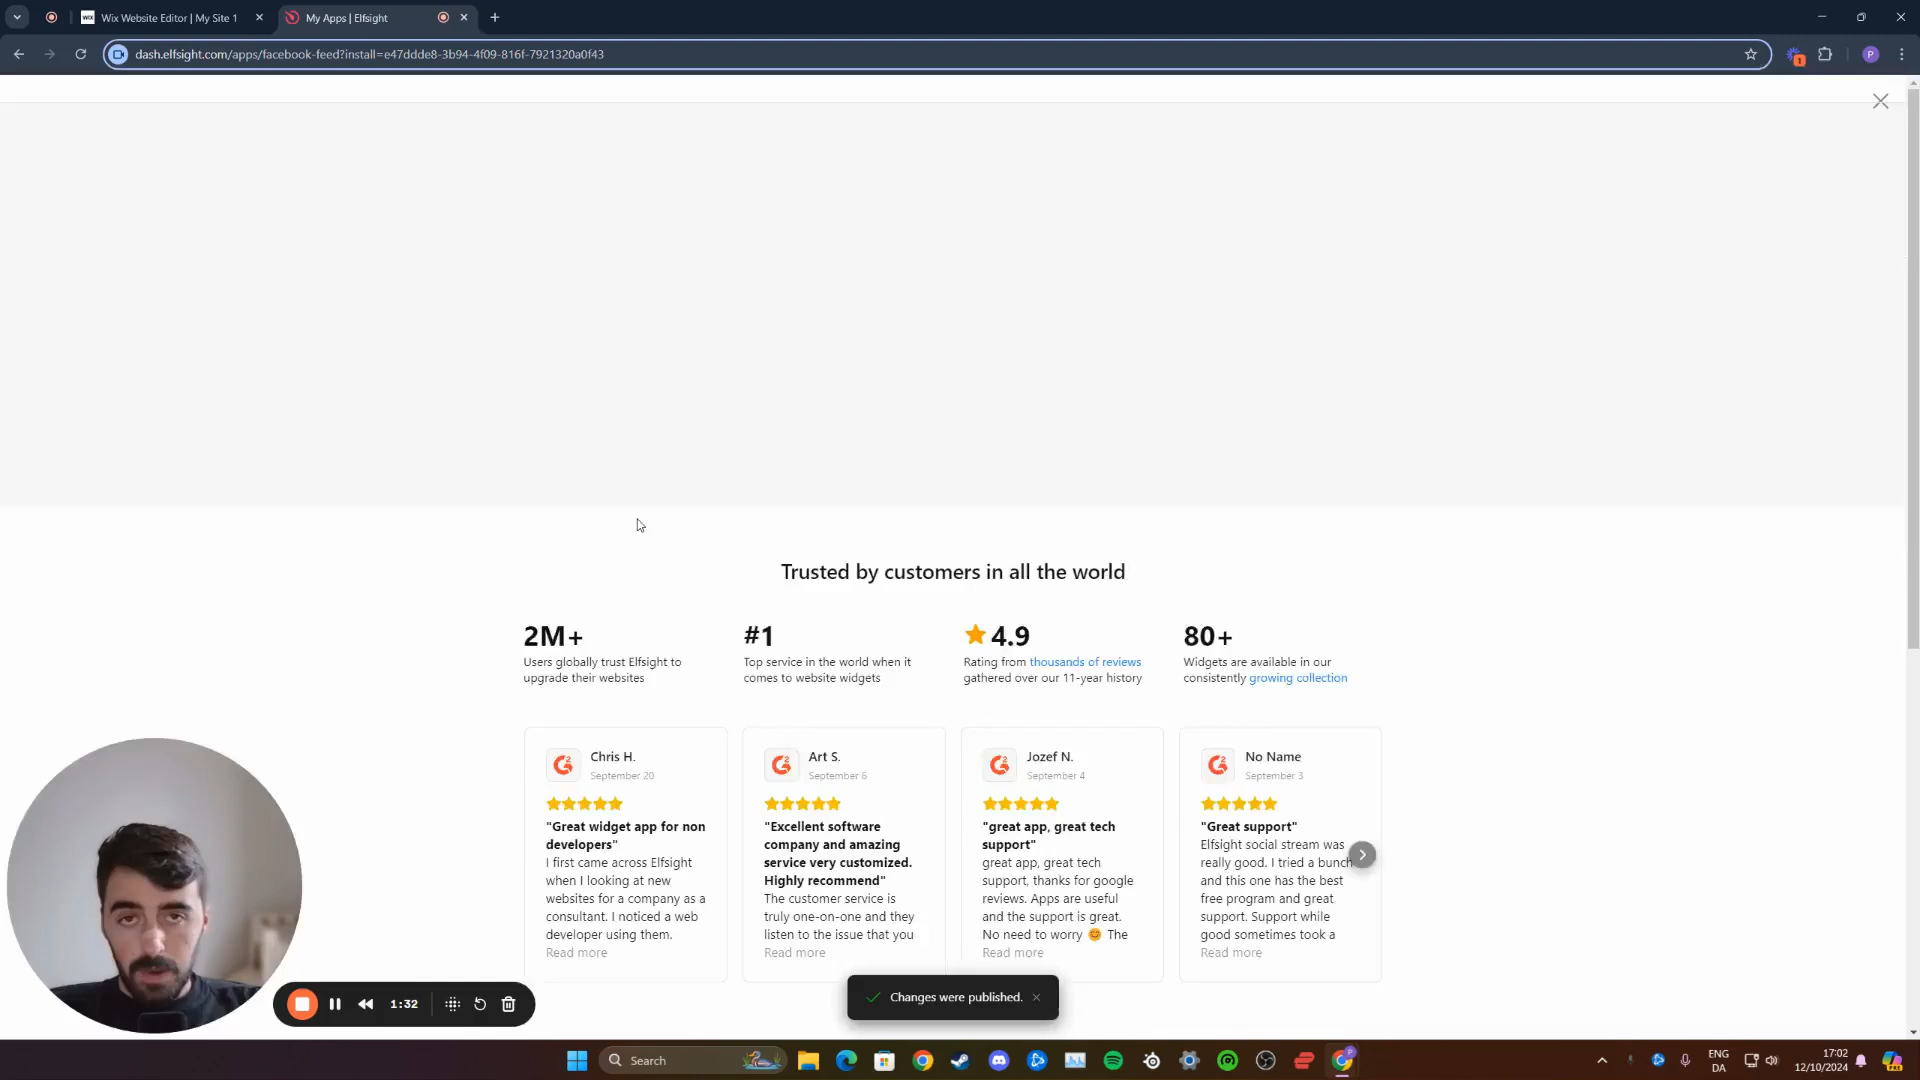 Wix Website Editor | My Site 1
My Apps | Elfsight
dash.elfsight.com/apps/facebook-feed?install=e47ddde8-3b94-4f09-816f-7921320a0f43
1
P
Trusted by customers in all the world
2M+
Users globally trust Elfsight to
upgrade their websites
#1
Top service in the world when it
comes to website widgets
4.9
Rating from thousands of reviews
gathered over our 11-year history
80+
Widgets are available in our
consistently growing collection
Chris H.
September 20
"Great widget app for non
developers"
I first came across Elfsight
when I looking at new
websites for a company as a
consultant. I noticed a web
developer using them.
Read more
Art S.
September 6
"Excellent software
company and amazing
service very customized.
Highly recommend"
The customer service is
truly one-on-one and they
listen to the issue that you
Read more
Jozef N.
September 4
"great app, great tech
support"
great app, great tech
support, thanks for google
reviews. Apps are useful
and the support is great.
No need to worry 😊 The
Read more
No Name
September 3
"Great support"
Elfsight social stream was
really good. I tried a bunch
and this one has the best
free program and great
support. Support while
good sometimes took a
Read more
1:32
Changes were published.
Search
ENG
DA
17:02
12/10/2024